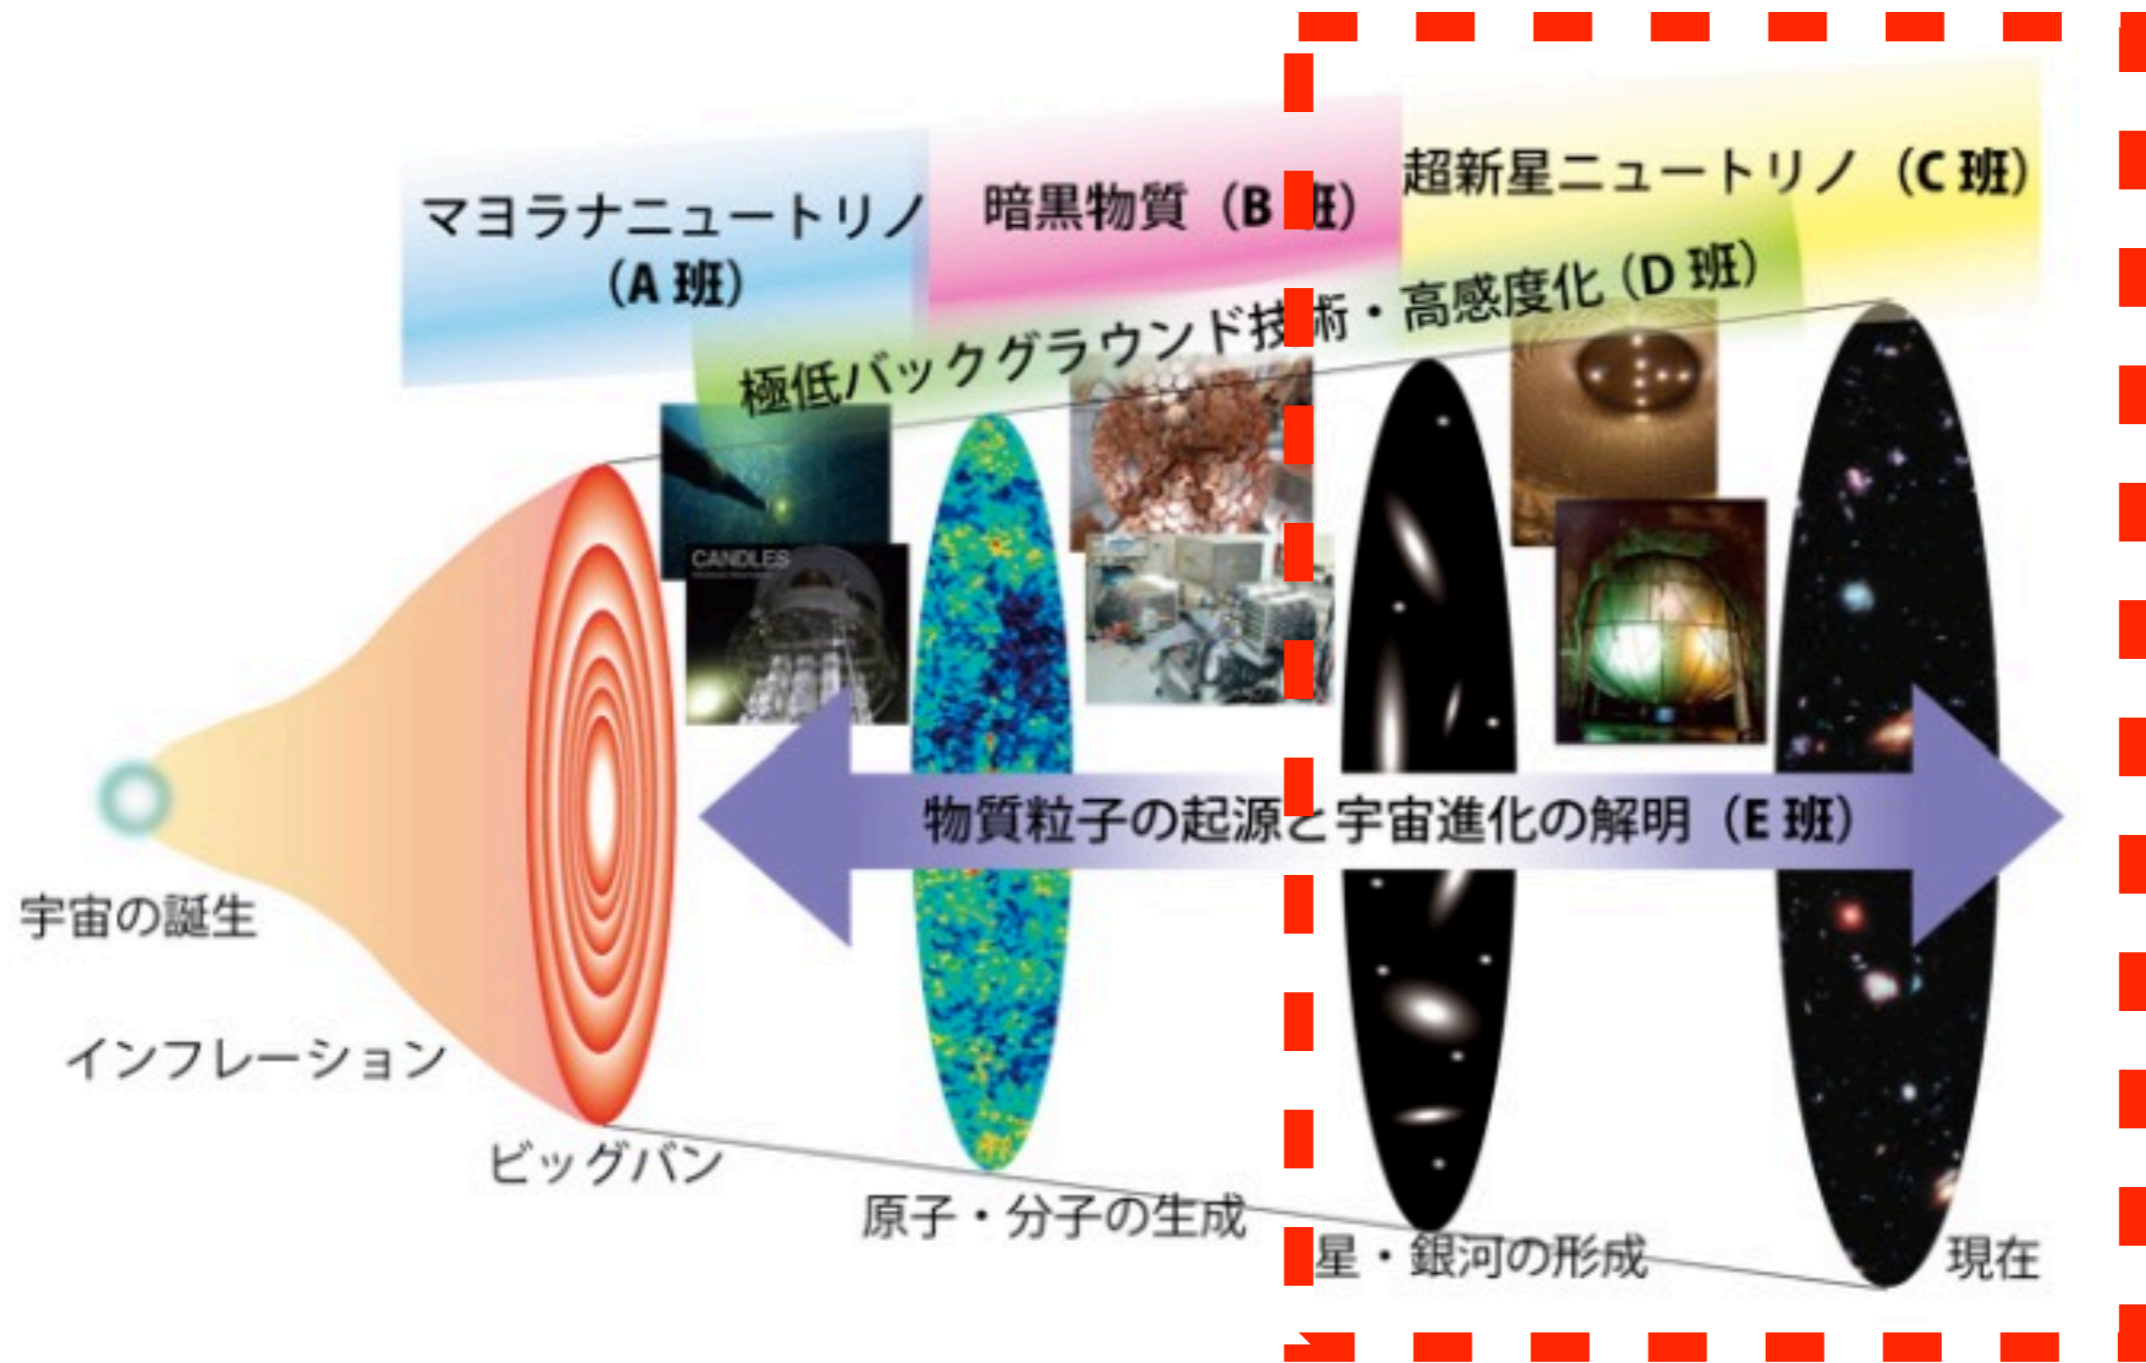 マヨラナニュートリノ
（A 班）
暗黒物質（B 班）
超新星ニュートリノ（C 班）
極低バックグラウンド技術・高感度化（D 班）
CANDLES
物質粒子の起源と宇宙進化の解明（E 班）
宇宙の誕生
インフレーション
ビッグバン
原子・分子の生成
星・銀河の形成
現在